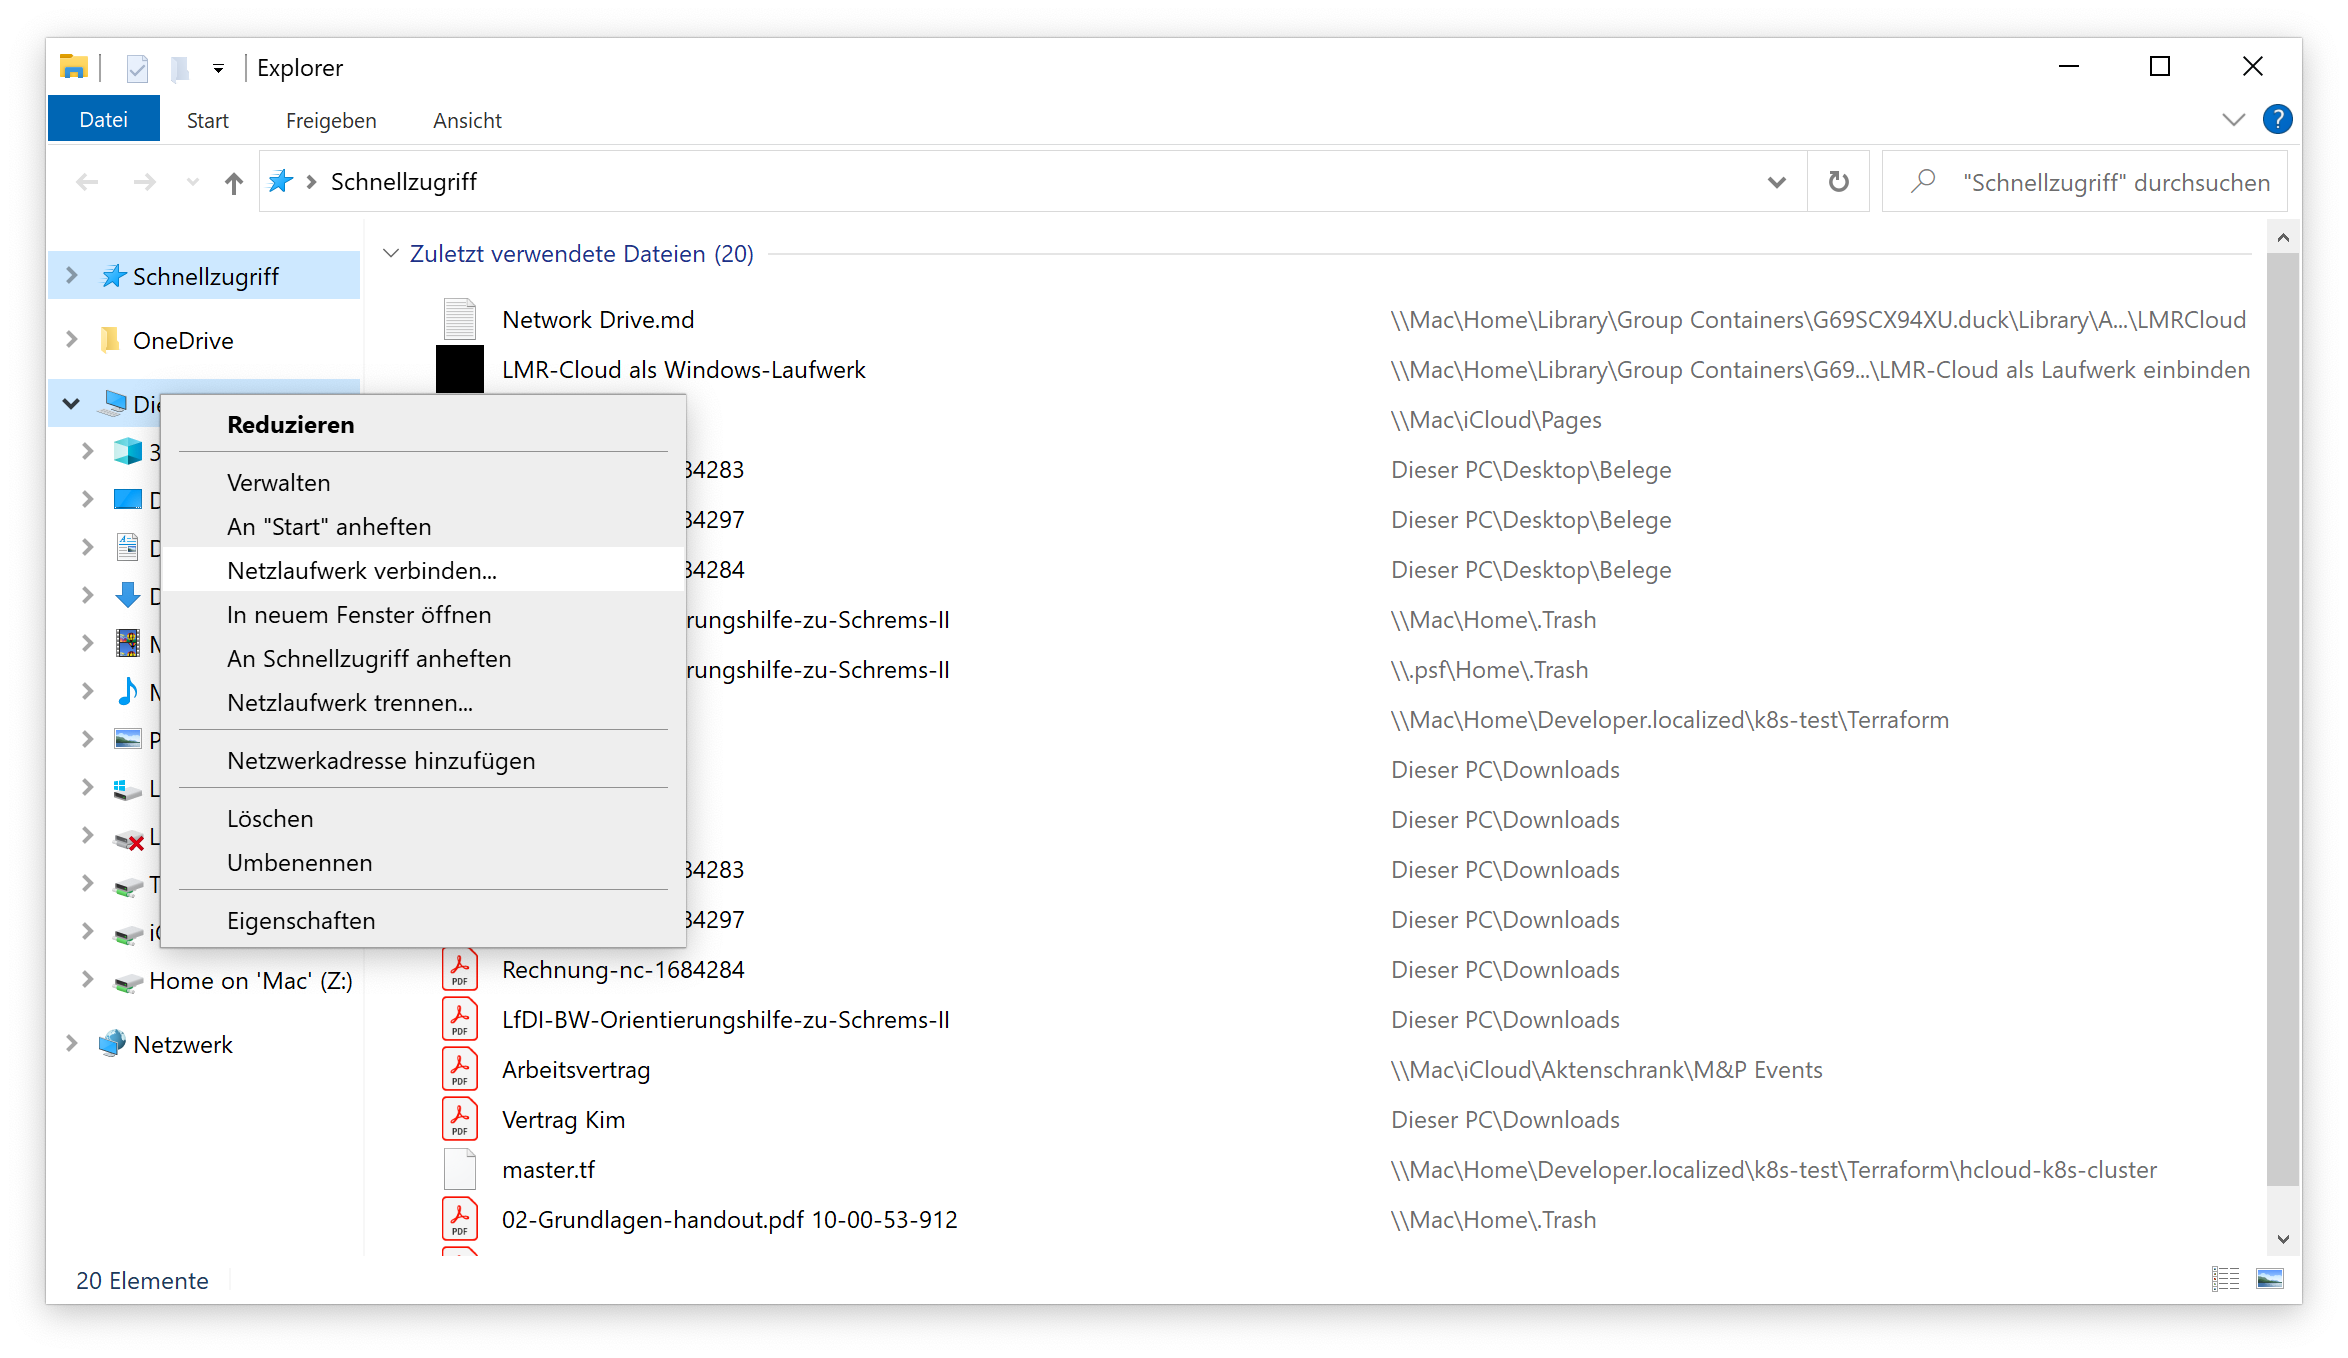 Explorer
Datei Start Freigeben Ansicht
Schnellzugriff
"Schnellzugriff" durchsuchen
Schnellzugriff
OneDrive
Reduzieren
Verwalten
An "Start" anheften
Netzlaufwerk verbinden...
In neuem Fenster öffnen
An Schnellzugriff anheften
Netzlaufwerk trennen...
Netzwerkadresse hinzufügen
Löschen
Umbenennen
Eigenschaften
Home on 'Mac' (Z:)
Netzwerk
Zuletzt verwendete Dateien (20)
Network Drive.md \\Mac\Home\Library\Group Containers\G69SCX94XU.duck\Library\A...\LMRCloud
LMR-Cloud als Windows-Laufwerk \\Mac\Home\Library\Group Containers\G69...\LMR-Cloud als Laufwerk einbinden
\\Mac\iCloud\Pages
84283 Dieser PC\Desktop\Belege
84297 Dieser PC\Desktop\Belege
84284 Dieser PC\Desktop\Belege
rungshilfe-zu-Schrems-II \\Mac\Home\.Trash
rungshilfe-zu-Schrems-II \\.psf\Home\.Trash
\\Mac\Home\Developer.localized\k8s-test\Terraform
Dieser PC\Downloads
Dieser PC\Downloads
84283 Dieser PC\Downloads
84297 Dieser PC\Downloads
Rechnung-nc-1684284 Dieser PC\Downloads
LfDI-BW-Orientierungshilfe-zu-Schrems-II Dieser PC\Downloads
Arbeitsvertrag \\Mac\iCloud\Aktenschrank\M&P Events
Vertrag Kim Dieser PC\Downloads
master.tf \\Mac\Home\Developer.localized\k8s-test\Terraform\hcloud-k8s-cluster
02-Grundlagen-handout.pdf 10-00-53-912 \\Mac\Home\.Trash
20 Elemente